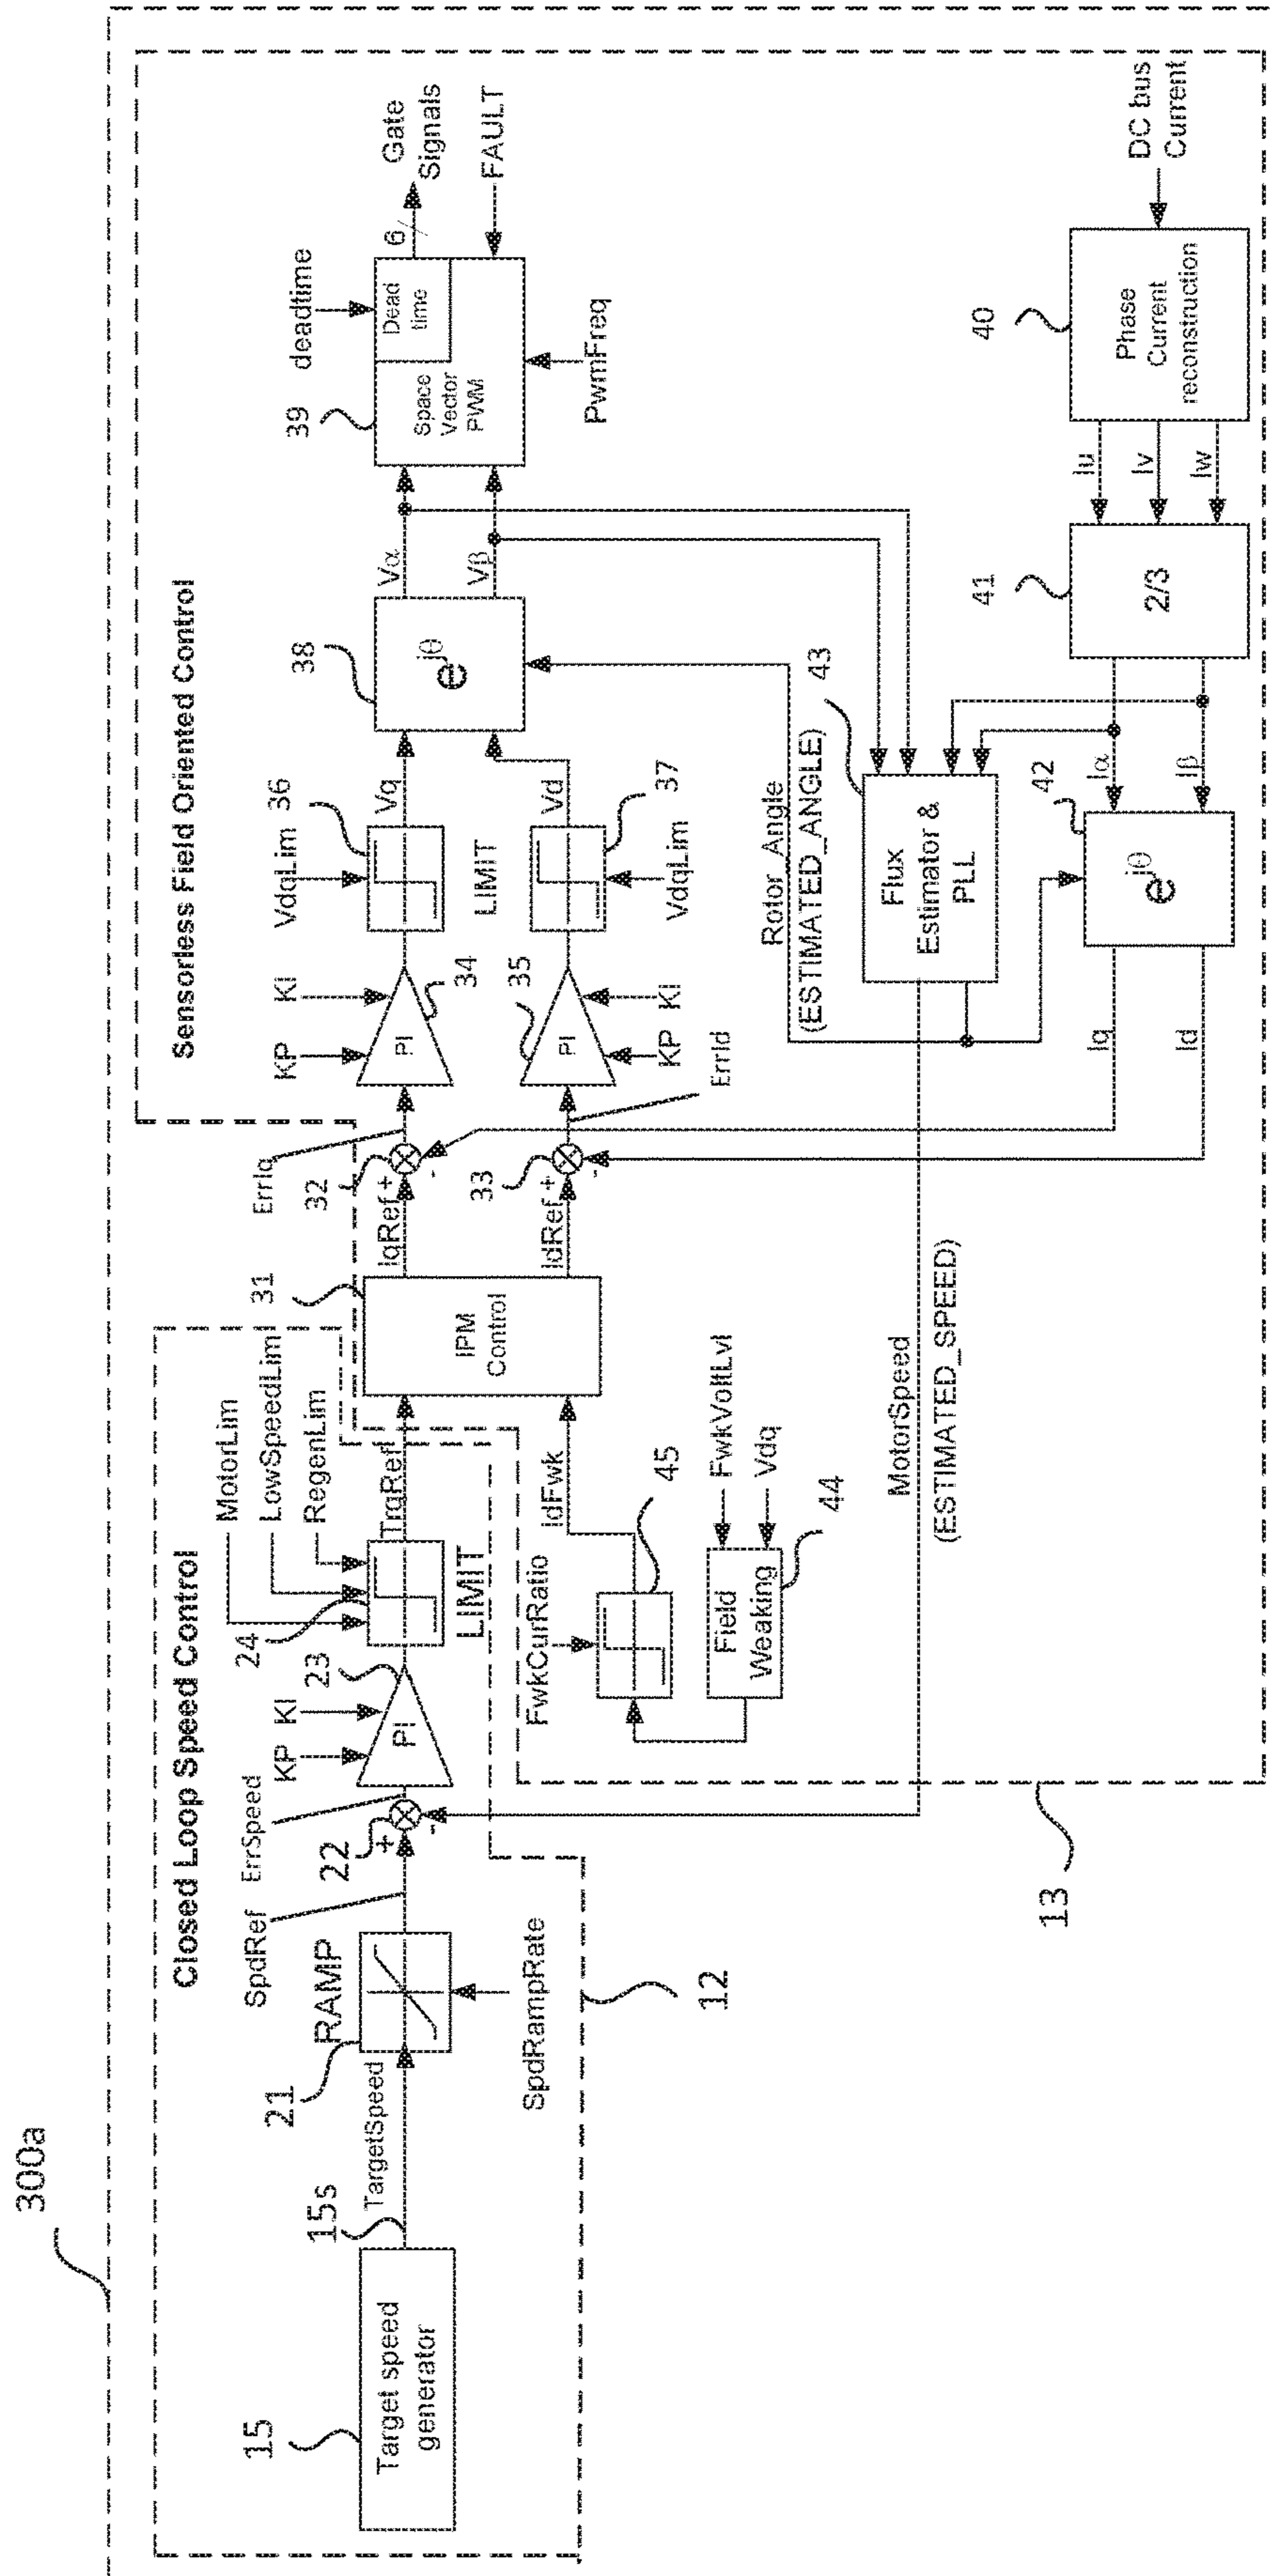 300a
Closed Loop Speed Control
Sensorless Field Oriented Control
15
Target speed
generator
15s
TargetSpeed
21
RAMP
SpdRampRate
SpdRef
ErrSpeed
22
+
-
KP
KI
PI
23
24
MotorLim
LowSpeedLim
RegenLim
LIMIT
TrqRef
12
FwkCurRatio
45
IdFwk
Field
Weaking
44
FwkVoltLvl
Vdq
31
IPM
Control
IqRef
+
-
32
ErrIq
IdRef
+
-
33
ErrId
KP
KI
PI
34
35
PI
KP
KI
VdqLim
36
LIMIT
37
VdqLim
Vq
Vd
38
e^jθ
Vα
Vβ
39
Space
Vector
PWM
Dead
time
deadtime
PwmFreq
6
Gate
Signals
FAULT
Rotor_Angle
(ESTIMATED_ANGLE)
43
Flux
Estimator &
PLL
MotorSpeed
(ESTIMATED_SPEED)
Iq
Id
42
e^jθ
Iα
Iβ
41
2/3
Iu
Iv
Iw
40
Phase
Current
reconstruction
DC bus
Current
13